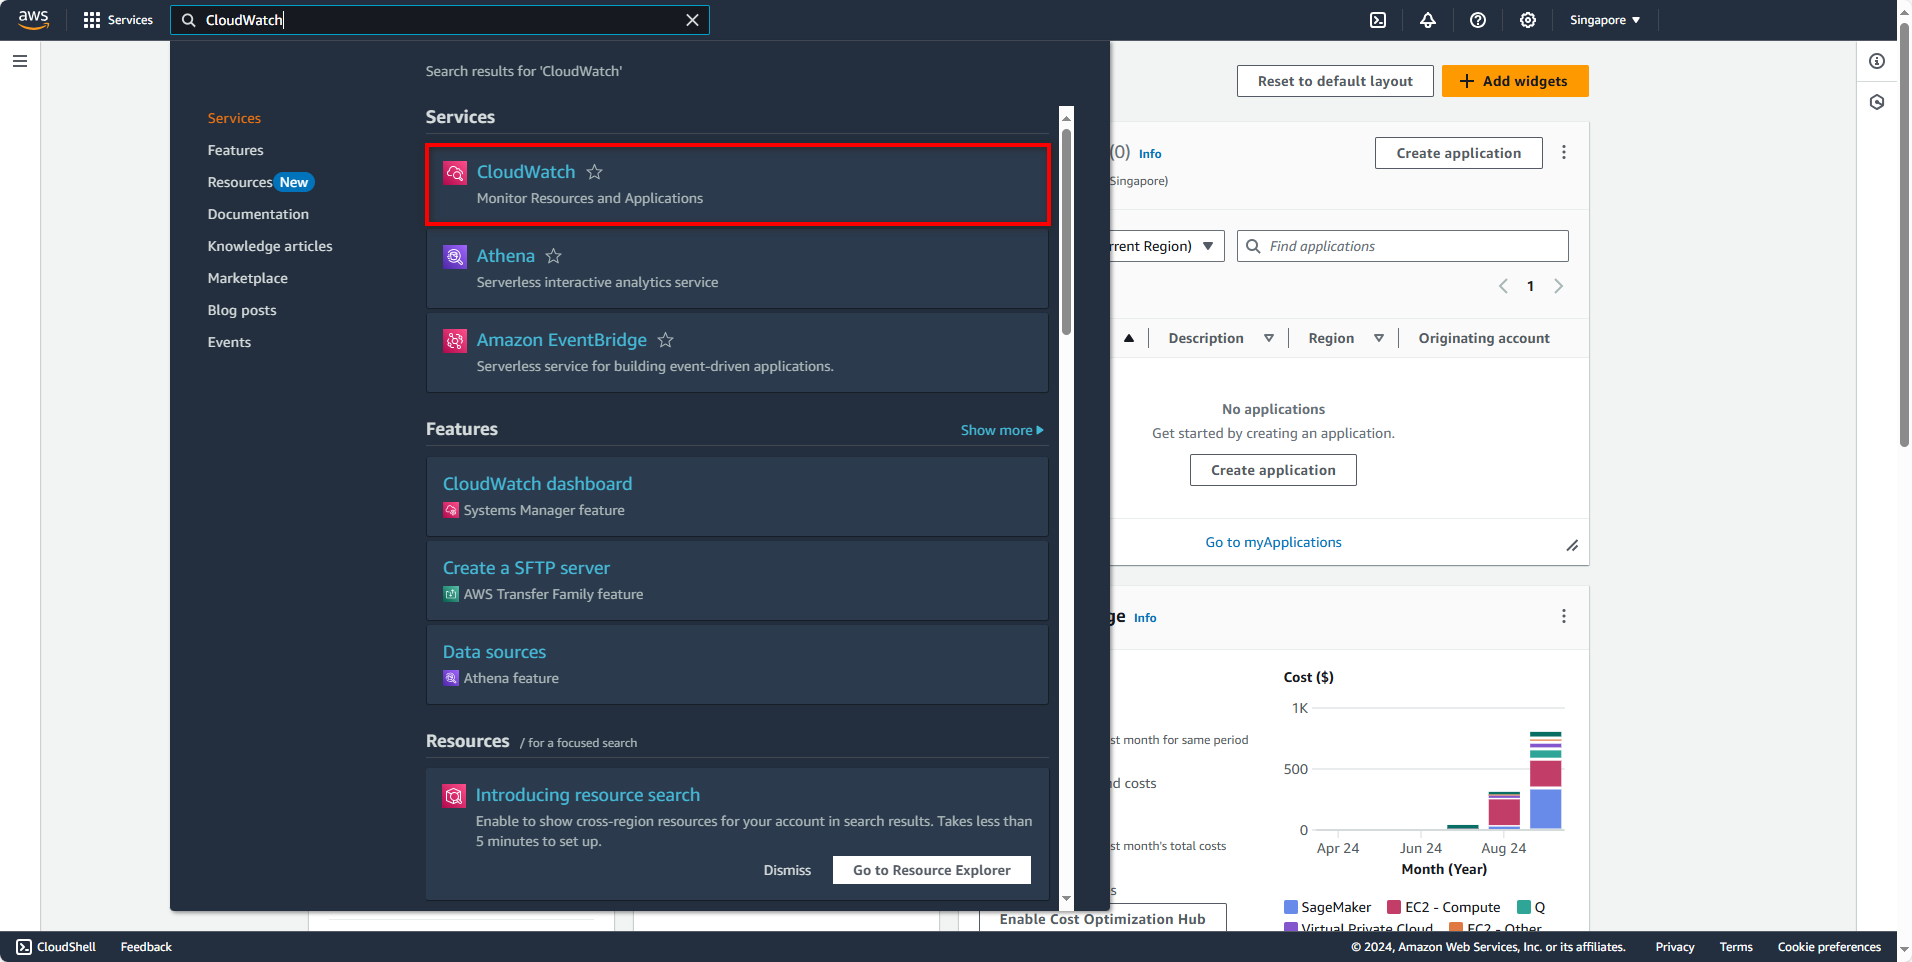 aws
Services
CloudWatch
Singapore
Search results for 'CloudWatch'
Services
Features
Resources New
Documentation
Knowledge articles
Marketplace
Blog posts
Events
Services
CloudWatch
Monitor Resources and Applications
Athena
Serverless interactive analytics service
Amazon EventBridge
Serverless service for building event-driven applications.
Features
Show more
CloudWatch dashboard
Systems Manager feature
Create a SFTP server
AWS Transfer Family feature
Data sources
Athena feature
Resources / for a focused search
Introducing resource search
Enable to show cross-region resources for your account in search results. Takes less than
5 minutes to set up.
Dismiss
Go to Resource Explorer
Reset to default layout
Add widgets
(0) Info
Singapore)
Create application
rrent Region)
Find applications
1
Description
Region
Originating account
No applications
Get started by creating an application.
Create application
Go to myApplications
ge Info
st month for same period
d costs
st month's total costs
s
Enable Cost Optimization Hub
Cost ($)
1K
500
0
Apr 24
Jun 24
Aug 24
Month (Year)
SageMaker
EC2 - Compute
Q
Virtual Private Cloud
EC2 - Other
CloudShell
Feedback
© 2024, Amazon Web Services, Inc. or its affiliates.
Privacy
Terms
Cookie preferences